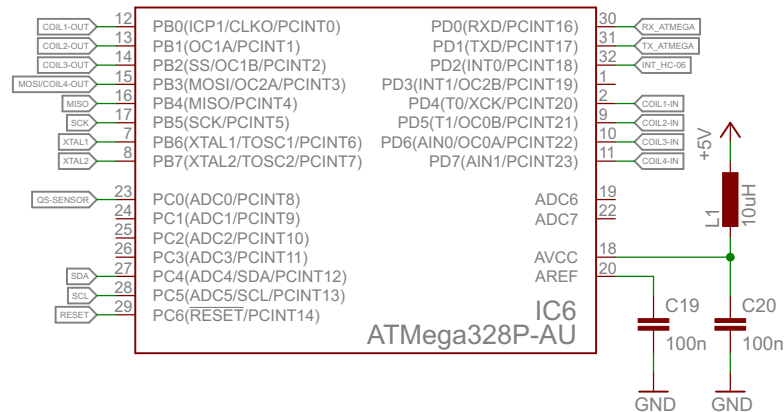 COIL1-OUT 12 PB0(ICP1/CLKO/PCINT0) PD0(RXD/PCINT16) 30 RX_ATMEGA
COIL2-OUT 13 PB1(OC1A/PCINT1) PD1(TXD/PCINT17) 31 TX_ATMEGA
COIL3-OUT 14 PB2(SS/OC1B/PCINT2) PD2(INT0/PCINT18) 32 INT_HC-06
MOSI/COIL4-OUT 15 PB3(MOSI/OC2A/PCINT3) PD3(INT1/OC2B/PCINT19) 1
MISO 16 PB4(MISO/PCINT4) PD4(T0/XCK/PCINT20) 2 COIL1-IN
SCK 17 PB5(SCK/PCINT5) PD5(T1/OC0B/PCINT21) 9 COIL2-IN
XTAL1 7 PB6(XTAL1/TOSC1/PCINT6) PD6(AIN0/OC0A/PCINT22) 10 COIL3-IN
XTAL2 8 PB7(XTAL2/TOSC2/PCINT7) PD7(AIN1/PCINT23) 11 COIL4-IN
+5V
L1
10uH
QS-SENSOR 23 PC0(ADC0/PCINT8) ADC6 19
24 PC1(ADC1/PCINT9) ADC7 22
25 PC2(ADC2/PCINT10)
26 PC3(ADC3/PCINT11) AVCC 18
SDA 27 PC4(ADC4/SDA/PCINT12) AREF 20
SCL 28 PC5(ADC5/SCL/PCINT13)
RESET 29 PC6(RESET/PCINT14) IC6
ATMega328P-AU
C19
100n
C20
100n
GND GND